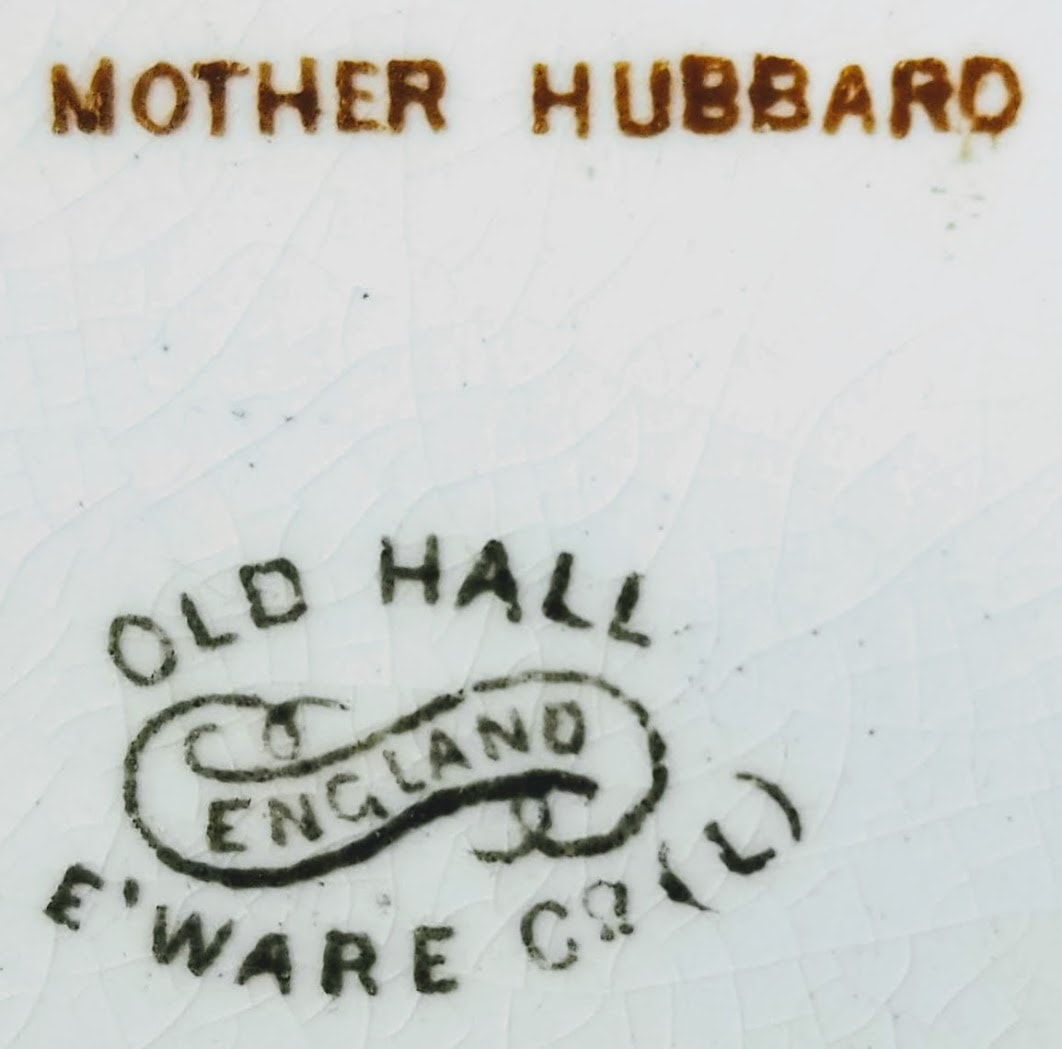 MOTHER HUBBARD
OLD HALL
ENGLAND
E'WARE Cº (L)